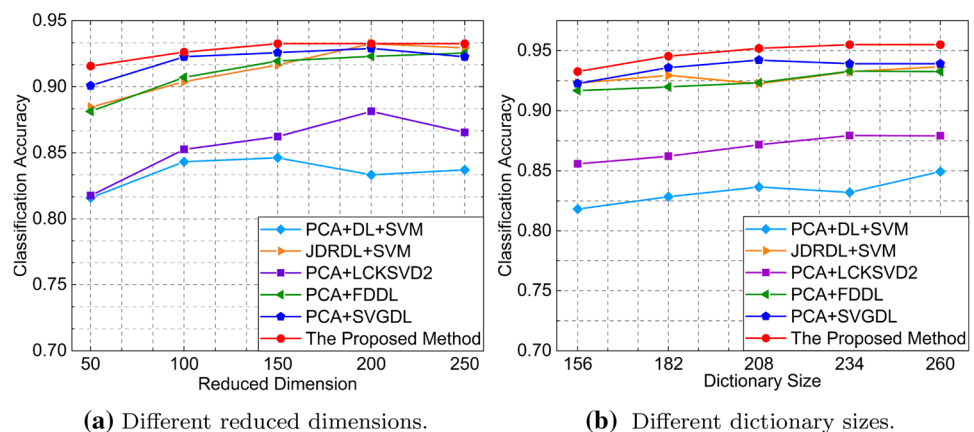 0.95
0.90
0.85
0.80
0.75
0.70
Classification Accuracy
50 100 150 200 250
Reduced Dimension
PCA+DL+SVM
JDRDL+SVM
PCA+LCKSVD2
PCA+FDDL
PCA+SVGDL
The Proposed Method
(a) Different reduced dimensions.
0.95
0.90
0.85
0.80
0.75
0.70
Classification Accuracy
156 182 208 234 260
Dictionary Size
PCA+DL+SVM
JDRDL+SVM
PCA+LCKSVD2
PCA+FDDL
PCA+SVGDL
The Proposed Method
(b) Different dictionary sizes.